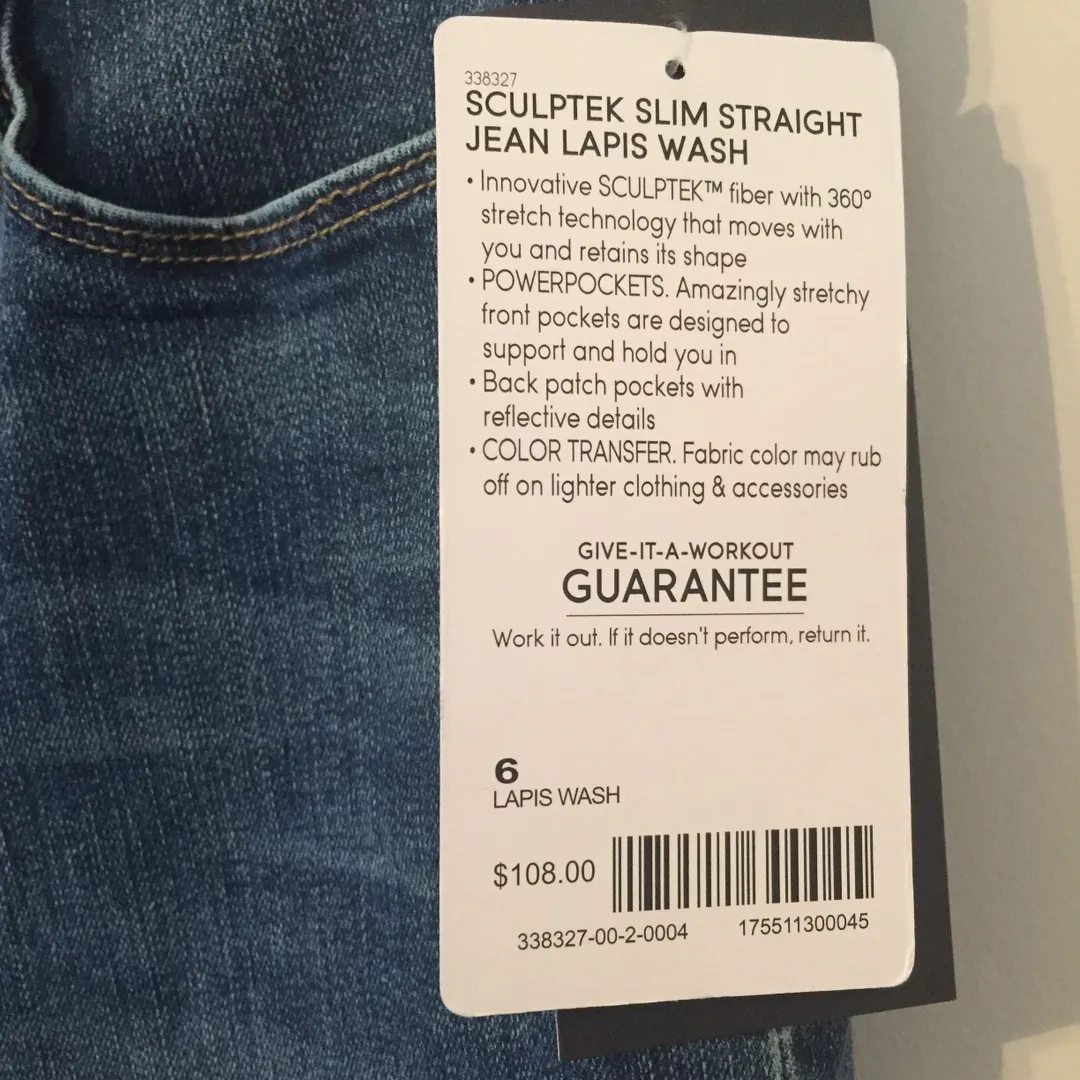 338327
SCULPTEK SLIM STRAIGHT
JEAN LAPIS WASH
• Innovative SCULPTEK™ fiber with 360°
stretch technology that moves with
you and retains its shape
• POWERPOCKETS. Amazingly stretchy
front pockets are designed to
support and hold you in
• Back patch pockets with
reflective details
• COLOR TRANSFER. Fabric color may rub
off on lighter clothing & accessories
GIVE-IT-A-WORKOUT
GUARANTEE
Work it out. If it doesn't perform, return it.
6
LAPIS WASH
$108.00
338327-00-2-0004 175511300045